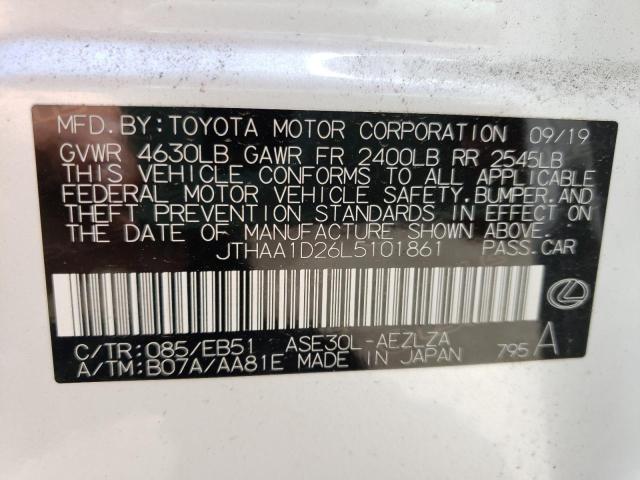 MFD.BY:TOYOTA MOTOR CORPORATION 09/19
GVWR 4630LB GAWR FR 2400LB RR 2545LB
THIS VEHICLE CONFORMS TO ALL APPLICABLE
FEDERAL MOTOR VEHICLE SAFETY,BUMPER,AND
THEFT PREVENTION STANDARDS IN EFFECT ON
THE DATE OF MANUFACTURE SHOWN ABOVE.
JTHAA1D26L5101861 PASS.CAR
C/TR:085/EB51 ASE30L-AEZLZA
A/TM:B07A/AA81E MADE IN JAPAN 795 A